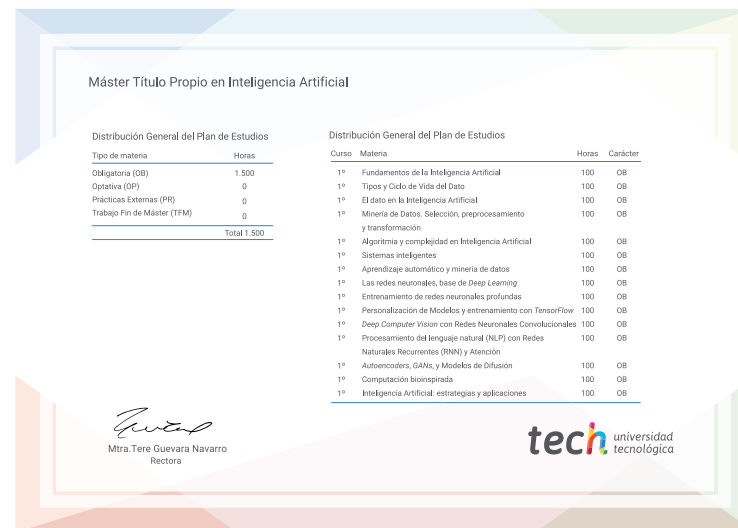 Máster Título Propio en Inteligencia Artificial
Distribución General del Plan de Estudios
Tipo de materia Horas
Obligatoria (OB) 1.500
Optativa (OP) 0
Prácticas Externas (PR) 0
Trabajo Fin de Máster (TFM) 0
Total 1.500
Distribución General del Plan de Estudios
Curso Materia Horas Carácter
1º Fundamentos de la Inteligencia Artificial 100 OB
1º Tipos y Ciclo de Vida del Dato 100 OB
1º El dato en la Inteligencia Artificial 100 OB
1º Minería de Datos. Selección, preprocesamiento 100 OB
y transformación
1º Algoritmia y complejidad en Inteligencia Artificial 100 OB
1º Sistemas inteligentes 100 OB
1º Aprendizaje automático y minería de datos 100 OB
1º Las redes neuronales, base de Deep Learning 100 OB
1º Entrenamiento de redes neuronales profundas 100 OB
1º Personalización de Modelos y entrenamiento con TensorFlow 100 OB
1º Deep Computer Vision con Redes Neuronales Convolucionales 100 OB
1º Procesamiento del lenguaje natural (NLP) con Redes 100 OB
Naturales Recurrentes (RNN) y Atención
1º Autoencoders, GANs, y Modelos de Difusión 100 OB
1º Computación bioinspirada 100 OB
1º Inteligencia Artificial: estrategias y aplicaciones 100 OB
Mtra.Tere Guevara Navarro
Rectora
tech universidad
tecnológica